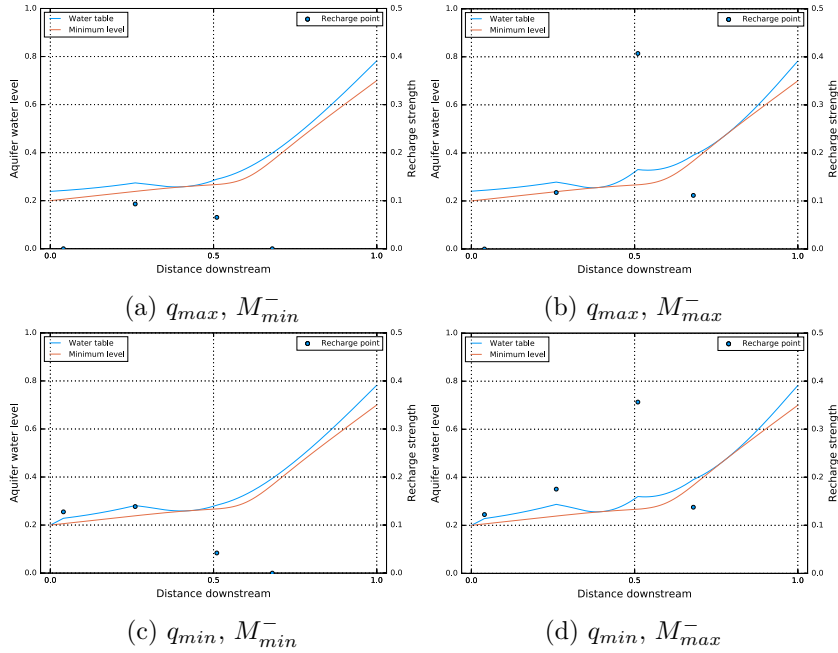 Water table
Minimum level
Recharge point
1.0
0.8
0.6
0.4
0.2
0.0
0.5
0.4
0.3
0.2
0.1
0.0
0.0
0.5
1.0
Aquifer water level
Recharge strength
Distance downstream
(a) q_max, M^-_min
Water table
Minimum level
Recharge point
1.0
0.8
0.6
0.4
0.2
0.0
0.5
0.4
0.3
0.2
0.1
0.0
0.0
0.5
1.0
Aquifer water level
Recharge strength
Distance downstream
(b) q_max, M^-_max
Water table
Minimum level
Recharge point
1.0
0.8
0.6
0.4
0.2
0.0
0.5
0.4
0.3
0.2
0.1
0.0
0.0
0.5
1.0
Aquifer water level
Recharge strength
Distance downstream
(c) q_min, M^-_min
Water table
Minimum level
Recharge point
1.0
0.8
0.6
0.4
0.2
0.0
0.5
0.4
0.3
0.2
0.1
0.0
0.0
0.5
1.0
Aquifer water level
Recharge strength
Distance downstream
(d) q_min, M^-_max